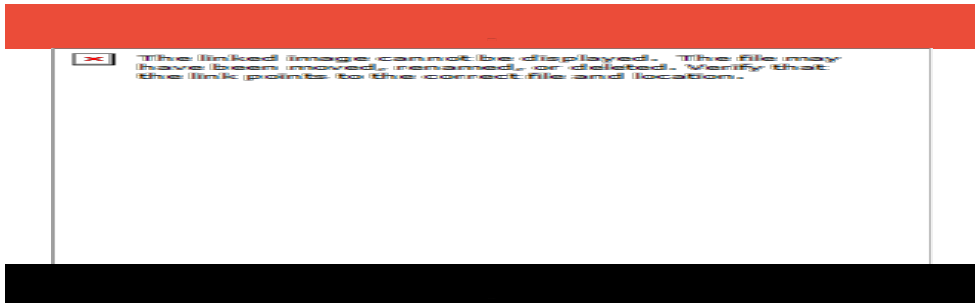 The linked image cannot be displayed. The file may
have been moved, renamed, or deleted. Verify that
the link points to the correct file and location.